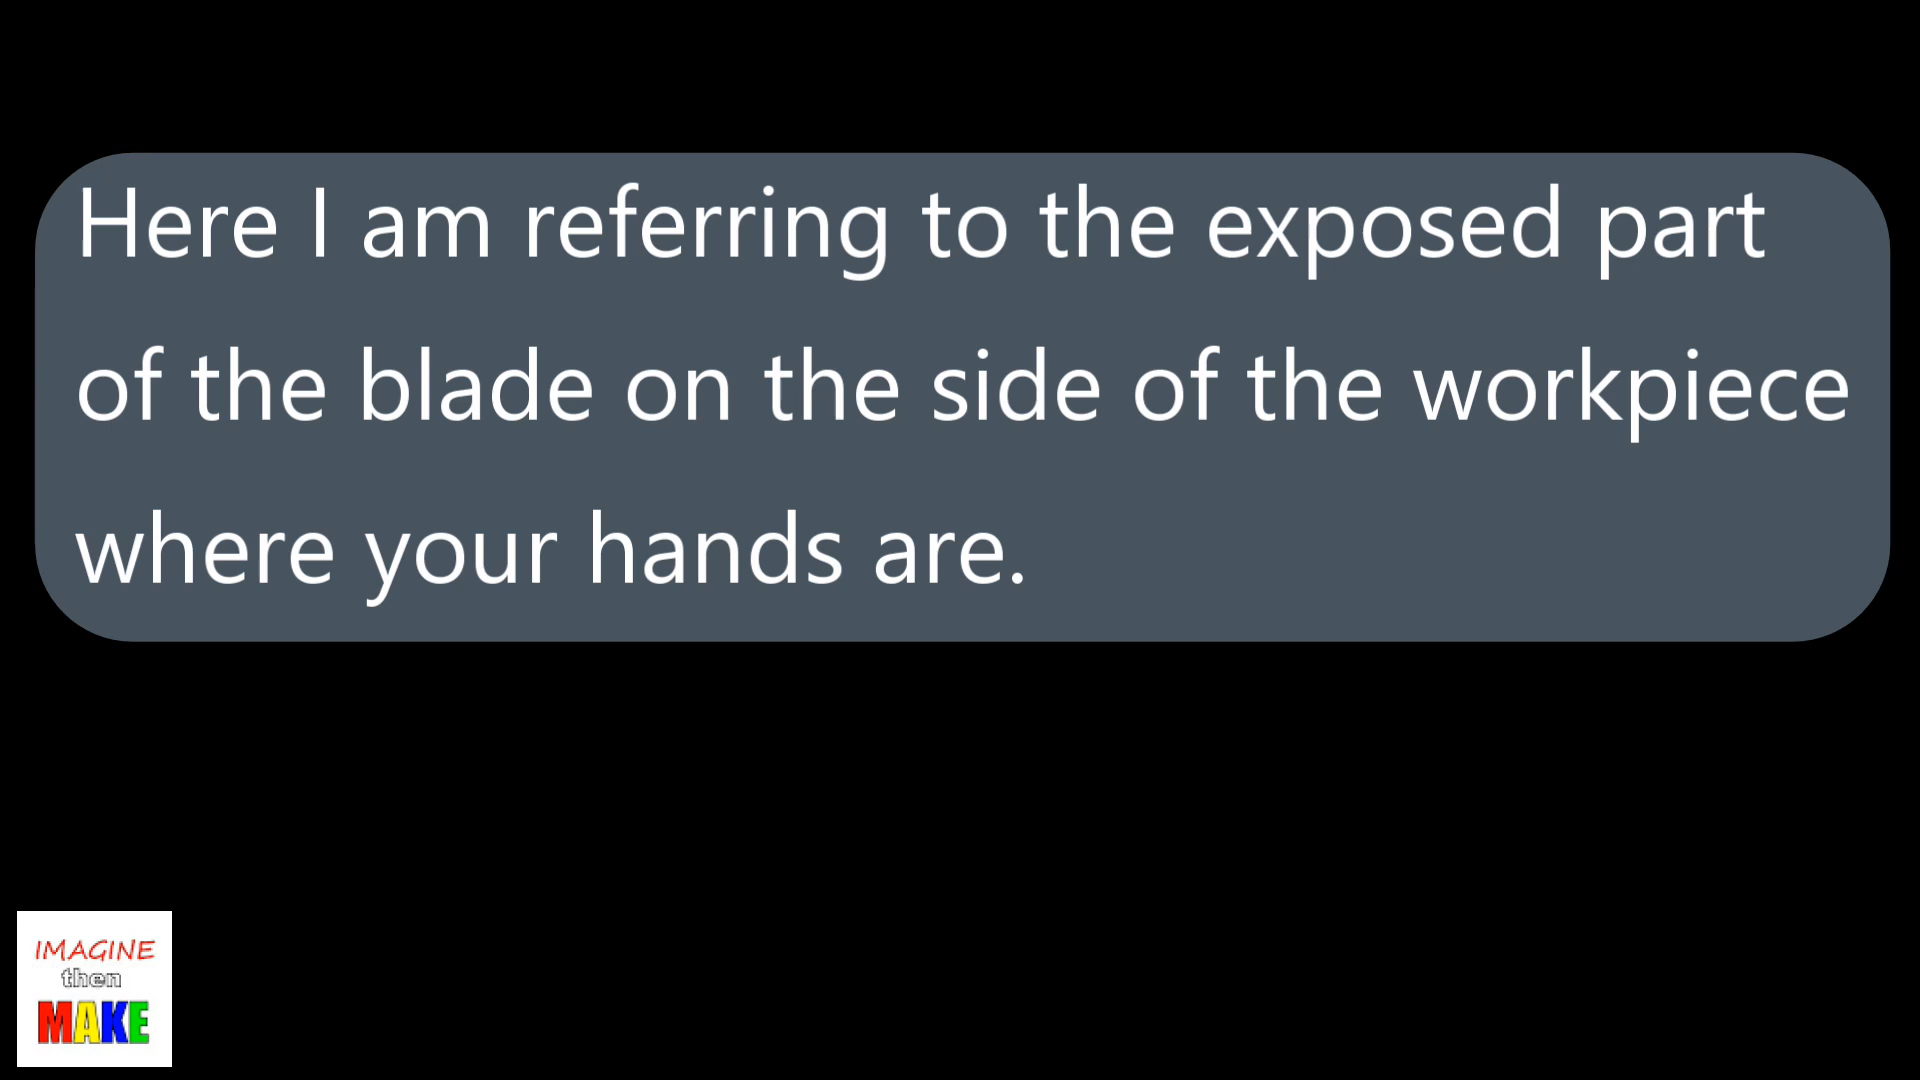 Here I am referring to the exposed part
of the blade on the side of the workpiece
where your hands are.
IMAGINE
then
MAKE